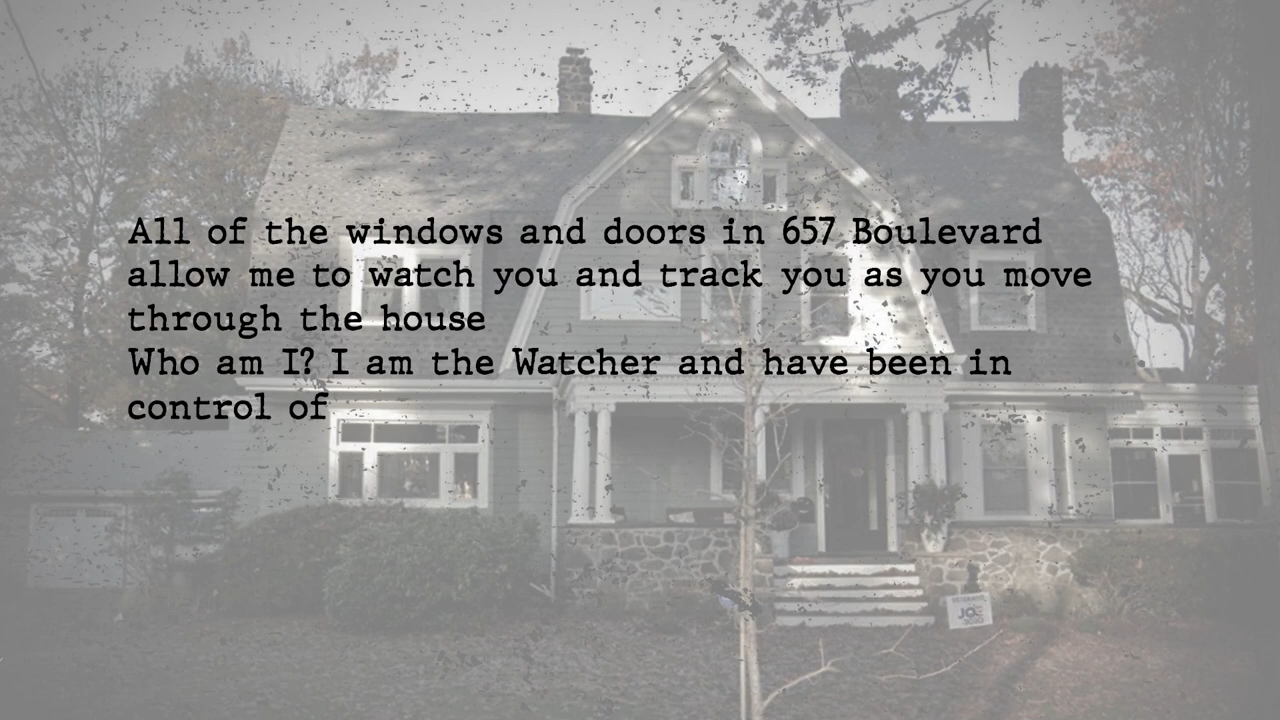 All of the windows and doors in 657 Boulevard
allow me to watch you and track you as you move
through the house
Who am I? I am the Watcher and have been in
control of
JOE